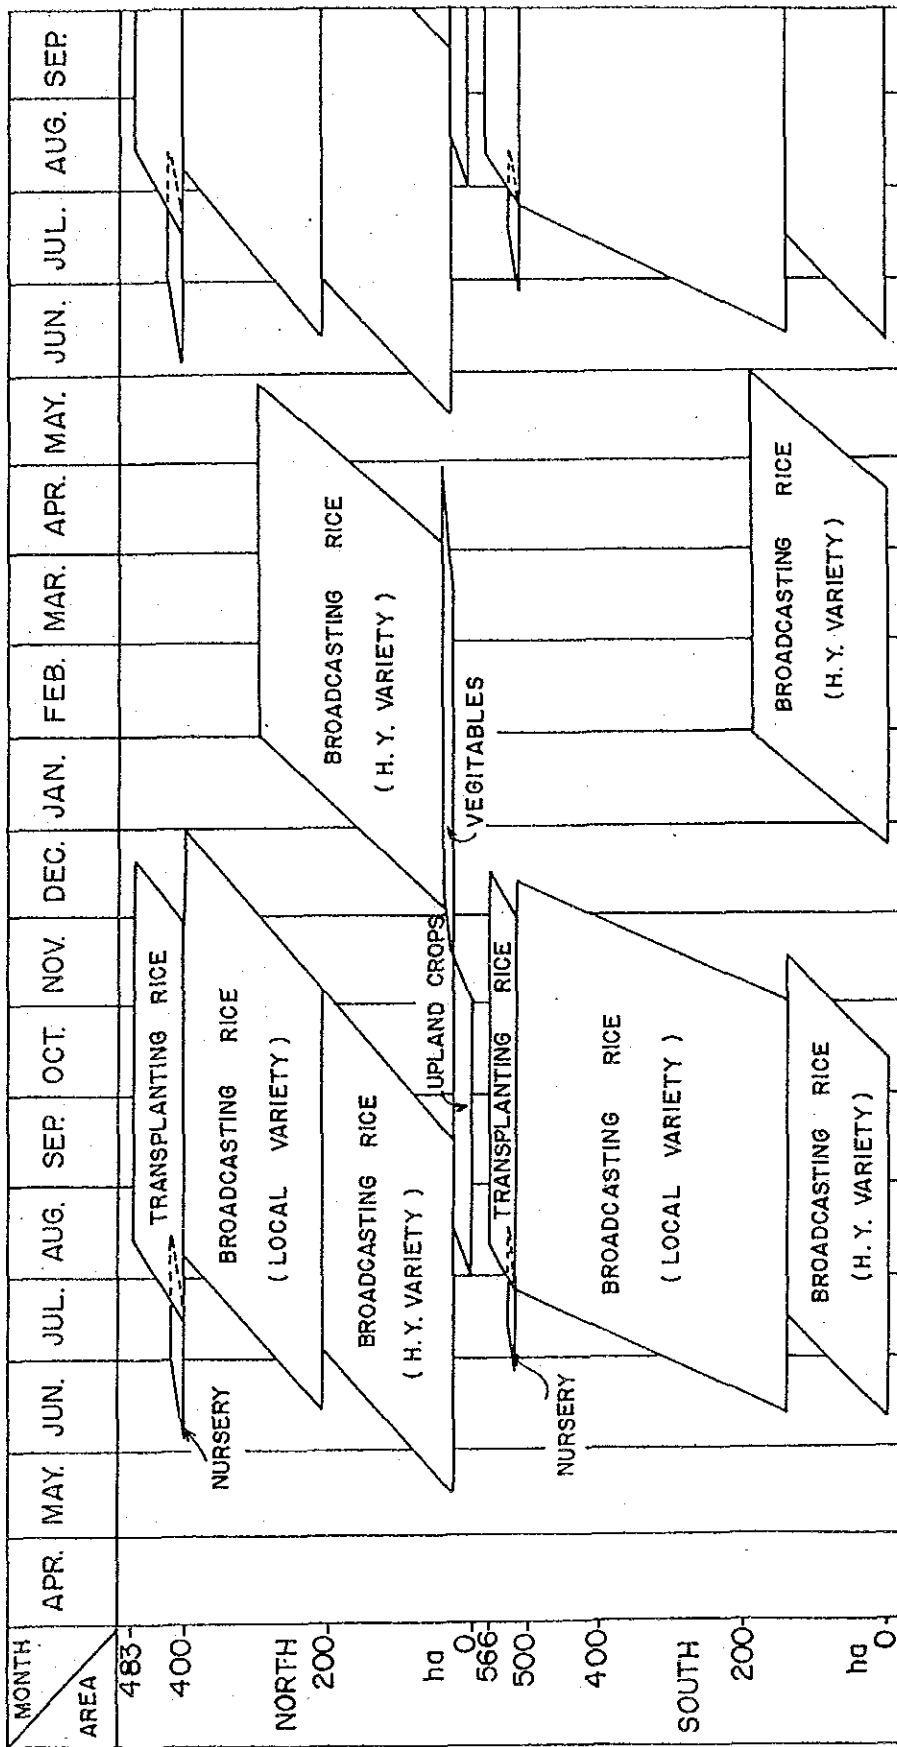 MONTH
AREA
APR. MAY. JUN. JUL. AUG. SEP. OCT. NOV. DEC. JAN. FEB. MAR. APR. MAY. JUN. JUL. AUG. SEP.
483
400
NORTH
200
ha 0
TRANSPLANTING RICE
NURSERY
BROADCASTING RICE
(LOCAL VARIETY)
BROADCASTING RICE
(H.Y. VARIETY)
BROADCASTING RICE
(H.Y. VARIETY)
UPLAND CROPS
VEGITABLES
566
500
400
SOUTH
200
ha 0
TRANSPLANTING RICE
NURSERY
BROADCASTING RICE
(LOCAL VARIETY)
BROADCASTING RICE
(H.Y. VARIETY)
BROADCASTING RICE
(H.Y. VARIETY)